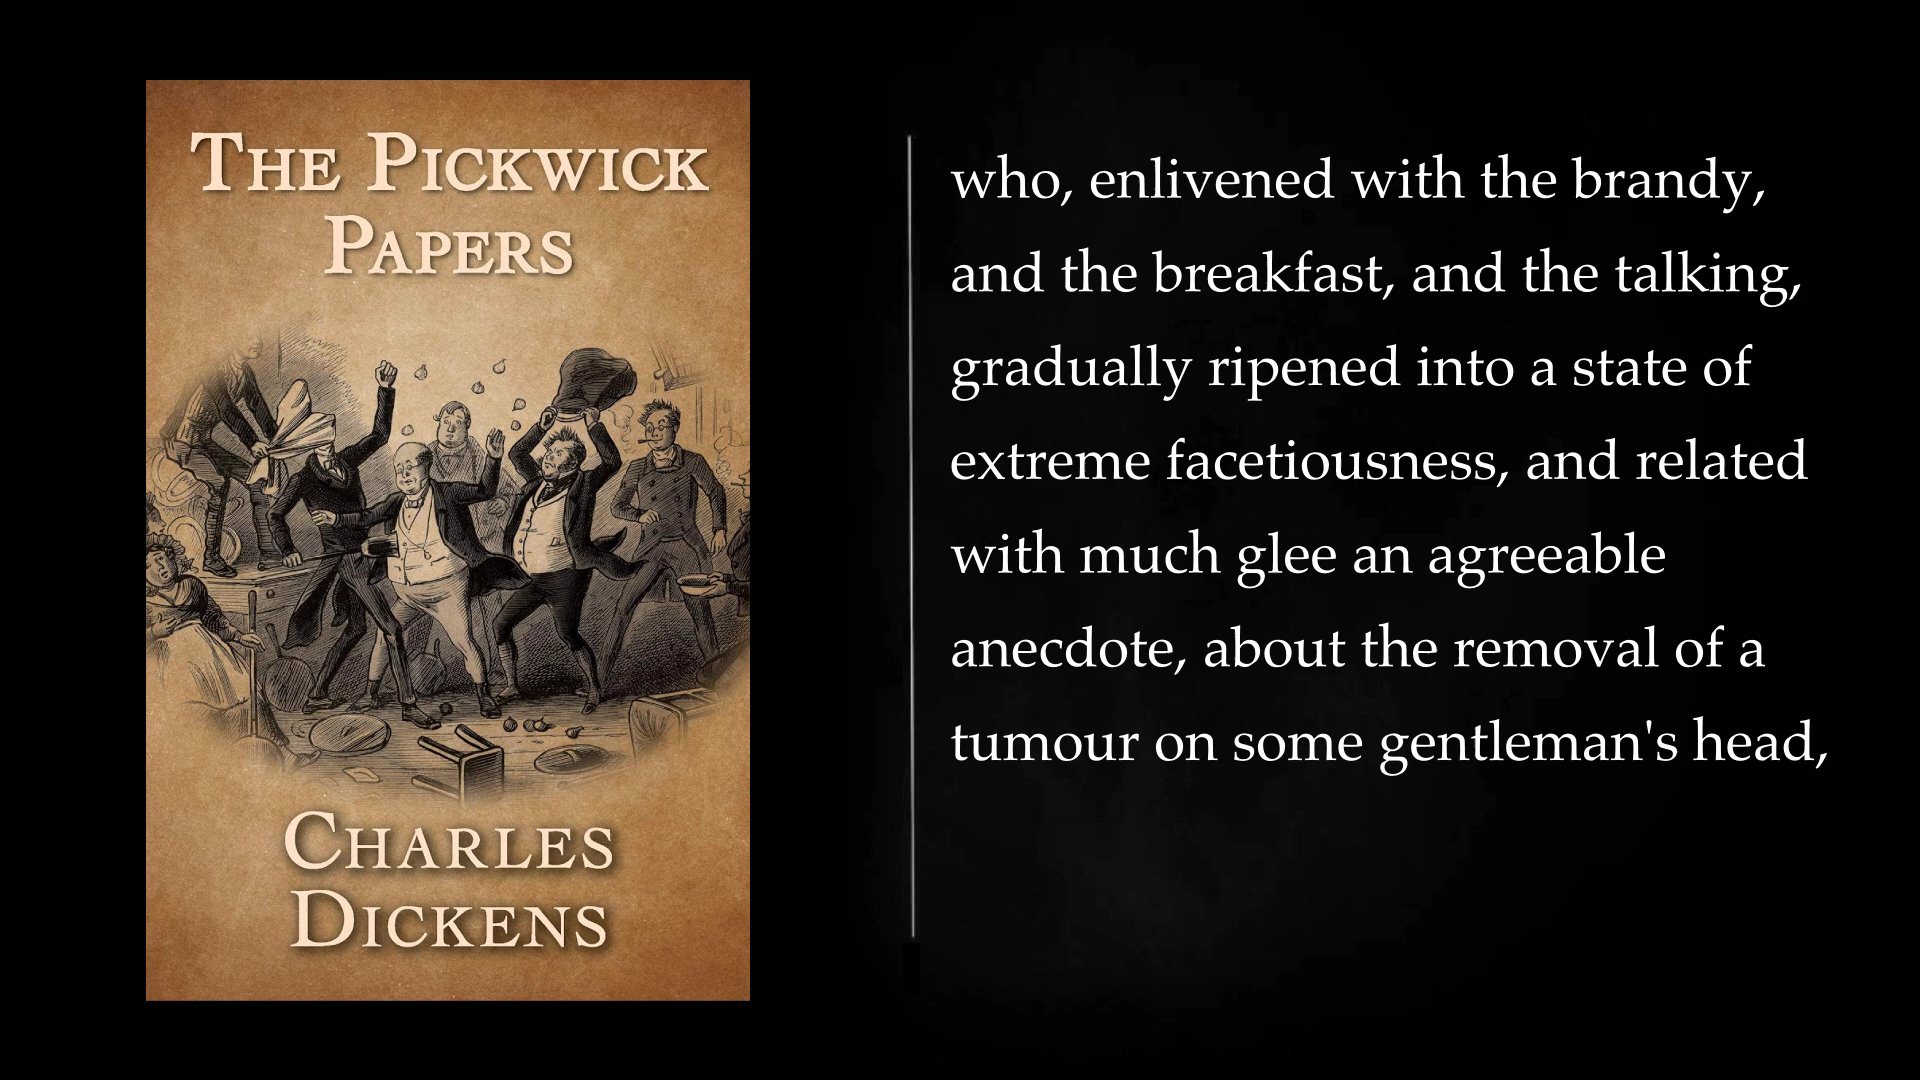 THE PICKWICK
PAPERS
CHARLES
DICKENS
who, enlivened with the brandy,
and the breakfast, and the talking,
gradually ripened into a state of
extreme facetiousness, and related
with much glee an agreeable
anecdote, about the removal of a
tumour on some gentleman's head,